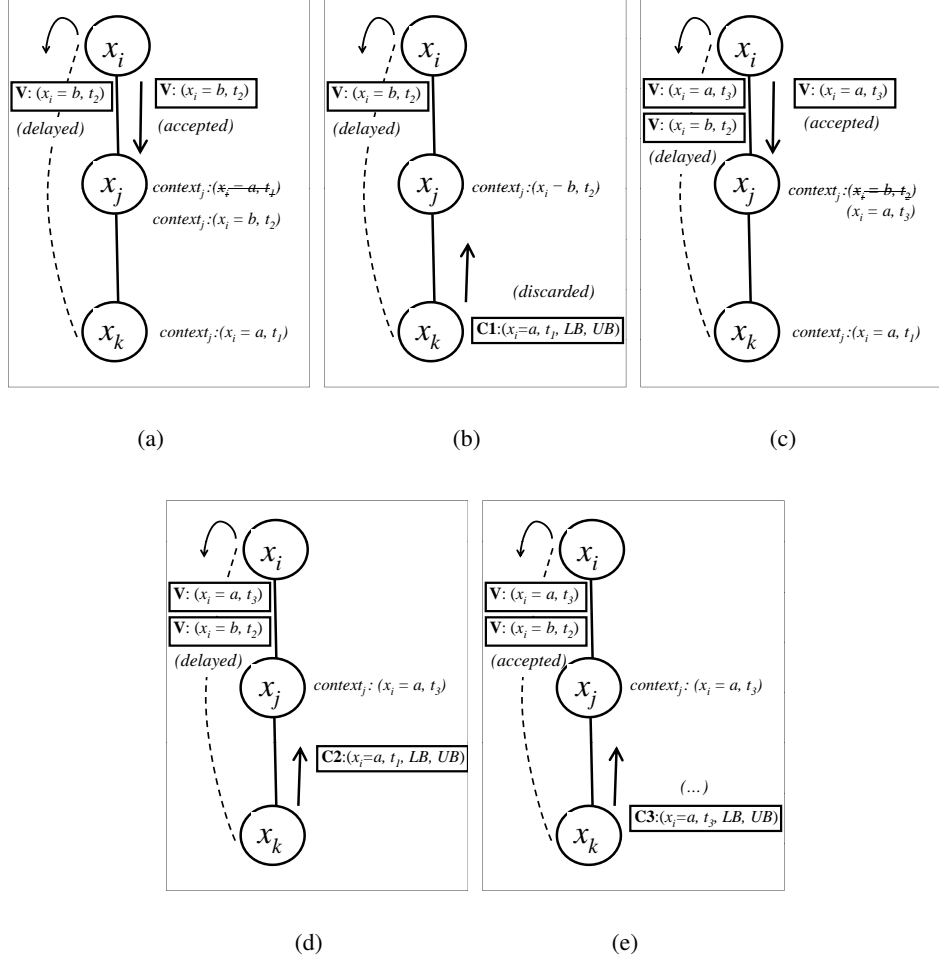 x_i
V: (x_i = b, t_2)
(delayed)
V: (x_i = b, t_2)
(accepted)
x_j
context_j:(x_i = a, t_1)
context_j:(x_i = b, t_2)
x_k
context_j:(x_i = a, t_1)
(a)
x_i
V: (x_i = b, t_2)
(delayed)
x_j
context_j:(x_i – b, t_2)
(discarded)
x_k
C1:(x_i=a, t_1, LB, UB)
(b)
x_i
V: (x_i = a, t_3)
V: (x_i = b, t_2)
(delayed)
V: (x_i = a, t_3)
(accepted)
x_j
context_j:(x_i = b, t_2)
(x_i = a, t_3)
x_k
context_j:(x_i = a, t_1)
(c)
x_i
V: (x_i = a, t_3)
V: (x_i = b, t_2)
(delayed)
x_j
context_j: (x_i = a, t_3)
C2:(x_i=a, t_1, LB, UB)
x_k
(d)
x_i
V: (x_i = a, t_3)
V: (x_i = b, t_2)
(accepted)
x_j
context_j: (x_i = a, t_3)
(...)
C3:(x_i=a, t_3, LB, UB)
x_k
(e)